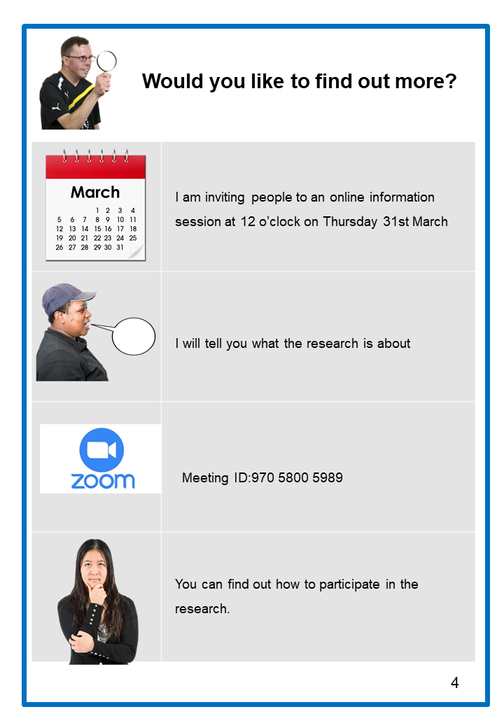 Would you like to find out more?
March
1 2 3 4
5 6 7 8 9 10 11
12 13 14 15 16 17 18
19 20 21 22 23 24 25
26 27 28 29 30 31
I am inviting people to an online information
session at 12 o'clock on Thursday 31st March
I will tell you what the research is about
zoom
Meeting ID:970 5800 5989
You can find out how to participate in the
research.
4